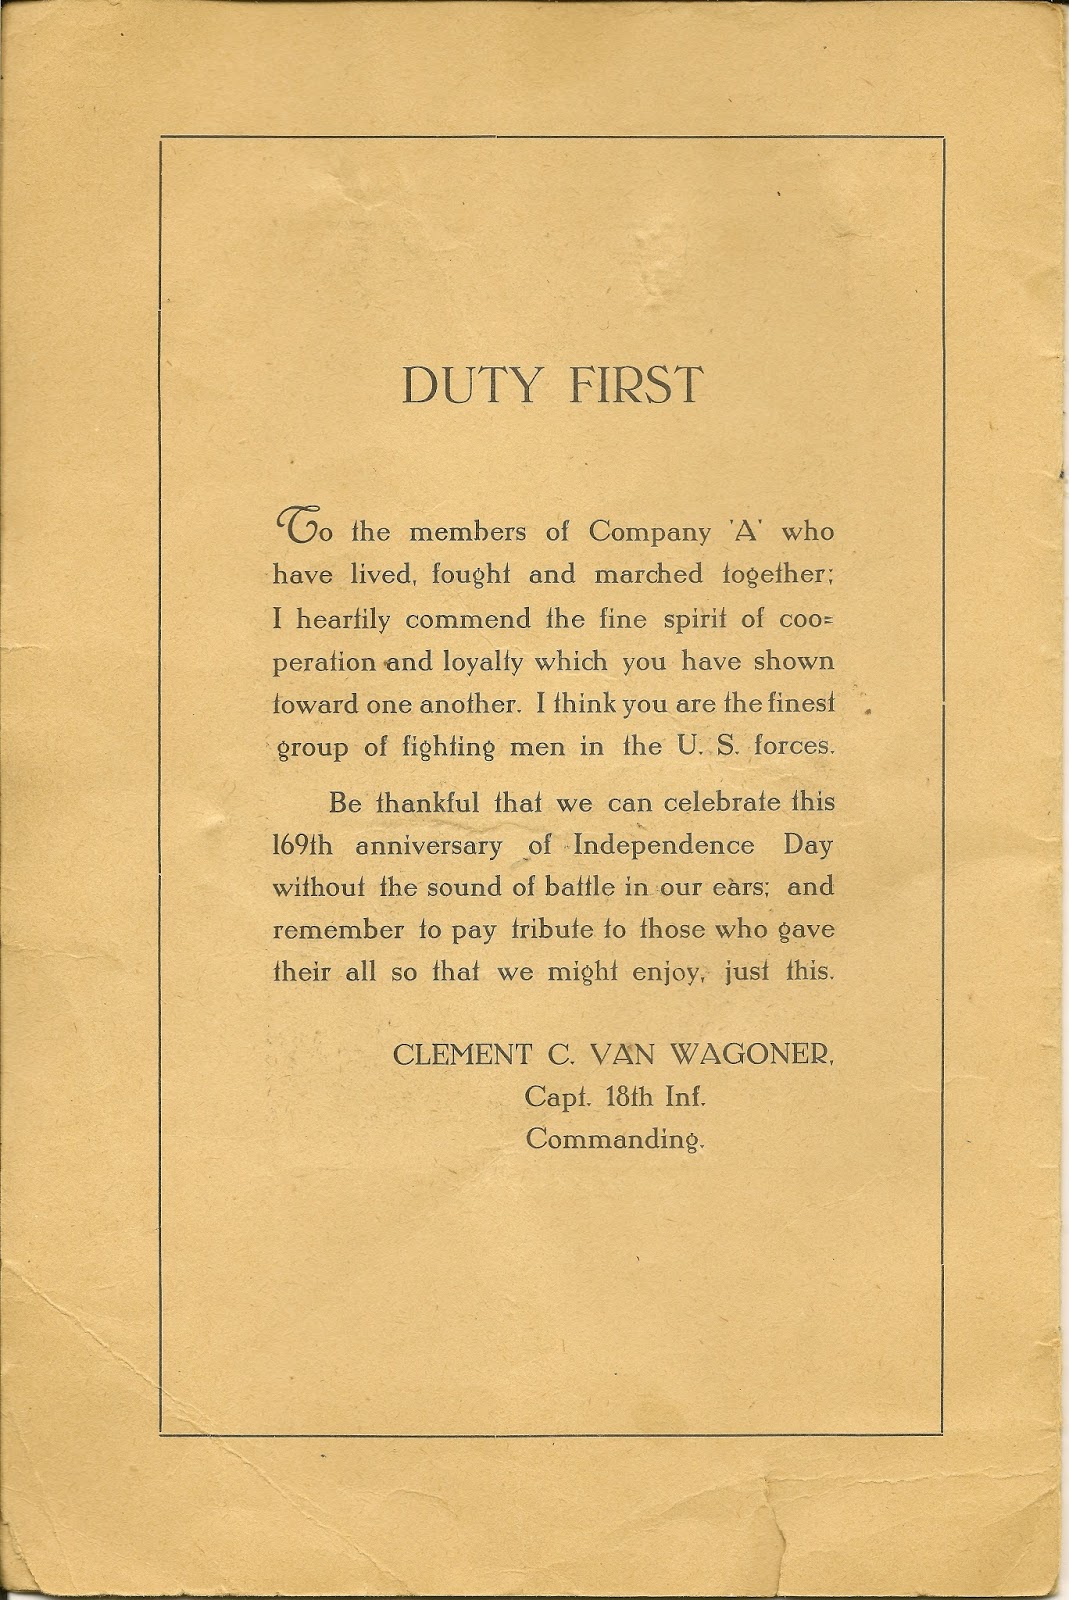 DUTY FIRST
To the members of Company 'A' who
have lived, fought and marched together;
I heartily commend the fine spirit of coo=
peration and loyalty which you have shown
toward one another. I think you are the finest
group of fighting men in the U. S. forces.
Be thankful that we can celebrate this
169th anniversary of Independence Day
without the sound of battle in our ears; and
remember to pay tribute to those who gave
their all so that we might enjoy, just this.
CLEMENT C. VAN WAGONER,
Capt. 18th Inf.
Commanding.